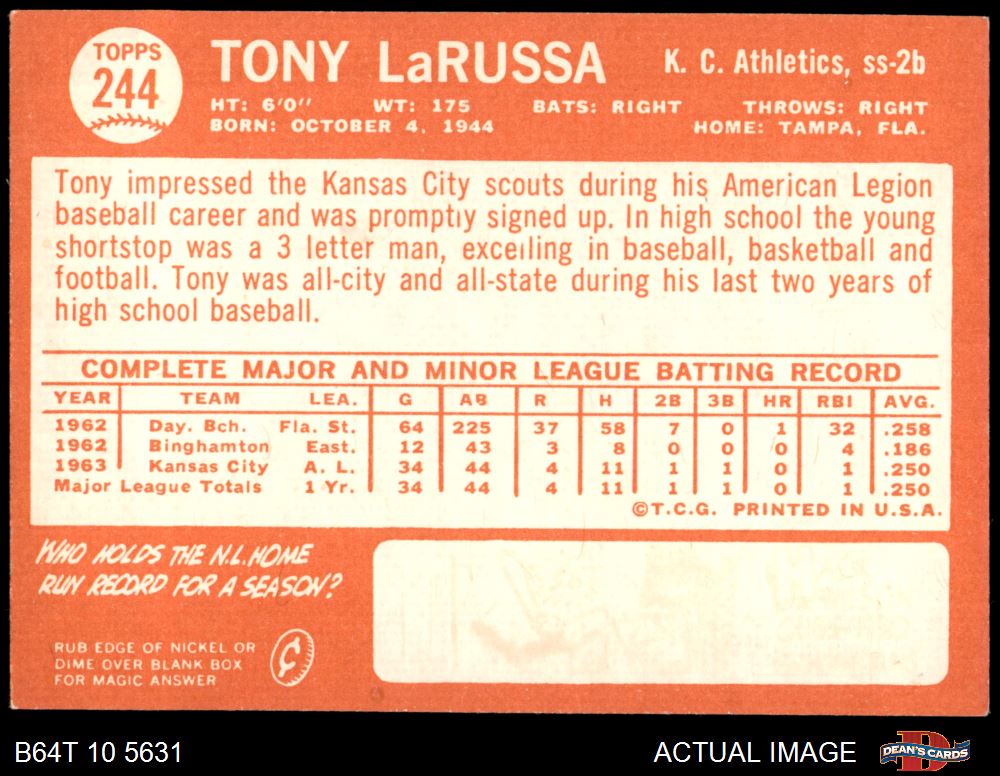 TOPPS
244
TONY LaRUSSA
K. C. Athletics, ss-2b
HT: 6'0" WT: 175 BATS: RIGHT THROWS: RIGHT
BORN: OCTOBER 4, 1944 HOME: TAMPA, FLA.
Tony impressed the Kansas City scouts during his American Legion
baseball career and was promptly signed up. In high school the young
shortstop was a 3 letter man, excelling in baseball, basketball and
football. Tony was all-city and all-state during his last two years of
high school baseball.
COMPLETE MAJOR AND MINOR LEAGUE BATTING RECORD
YEAR TEAM LEA. G AB R H 2B 3B HR RBI AVG.
1962 Day. Bch. Fla. St. 64 225 37 58 7 0 1 32 .258
1962 Binghamton East. 12 43 3 8 0 0 0 4 .186
1963 Kansas City A. L. 34 44 4 11 1 1 0 1 .250
Major League Totals 1 Yr. 34 44 4 11 1 1 0 1 .250
©T.C.G. PRINTED IN U.S.A.
WHO HOLDS THE N.L. HOME
RUN RECORD FOR A SEASON?
RUB EDGE OF NICKEL OR
DIME OVER BLANK BOX
FOR MAGIC ANSWER
¢
B64T 10 5631
ACTUAL IMAGE
DEAN'S CARDS